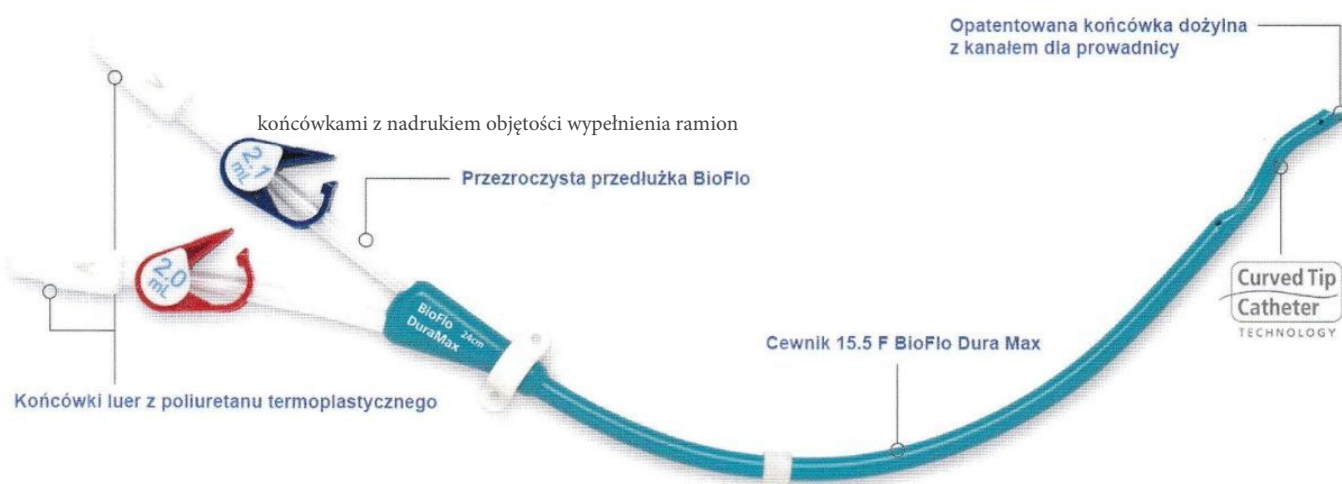 Opatentowana końcówka dożylna
z kanałem dla prowadnicy
końcówkami z nadrukiem objętości wypełnienia ramion
2.1
mL
Przezroczysta przedłużka BioFlo
2.0
mL
BioFlo
DuraMax
24cm
Curved Tip
Catheter
TECHNOLOGY
Cewnik 15.5 F BioFlo Dura Max
Końcówki luer z poliuretanu termoplastycznego